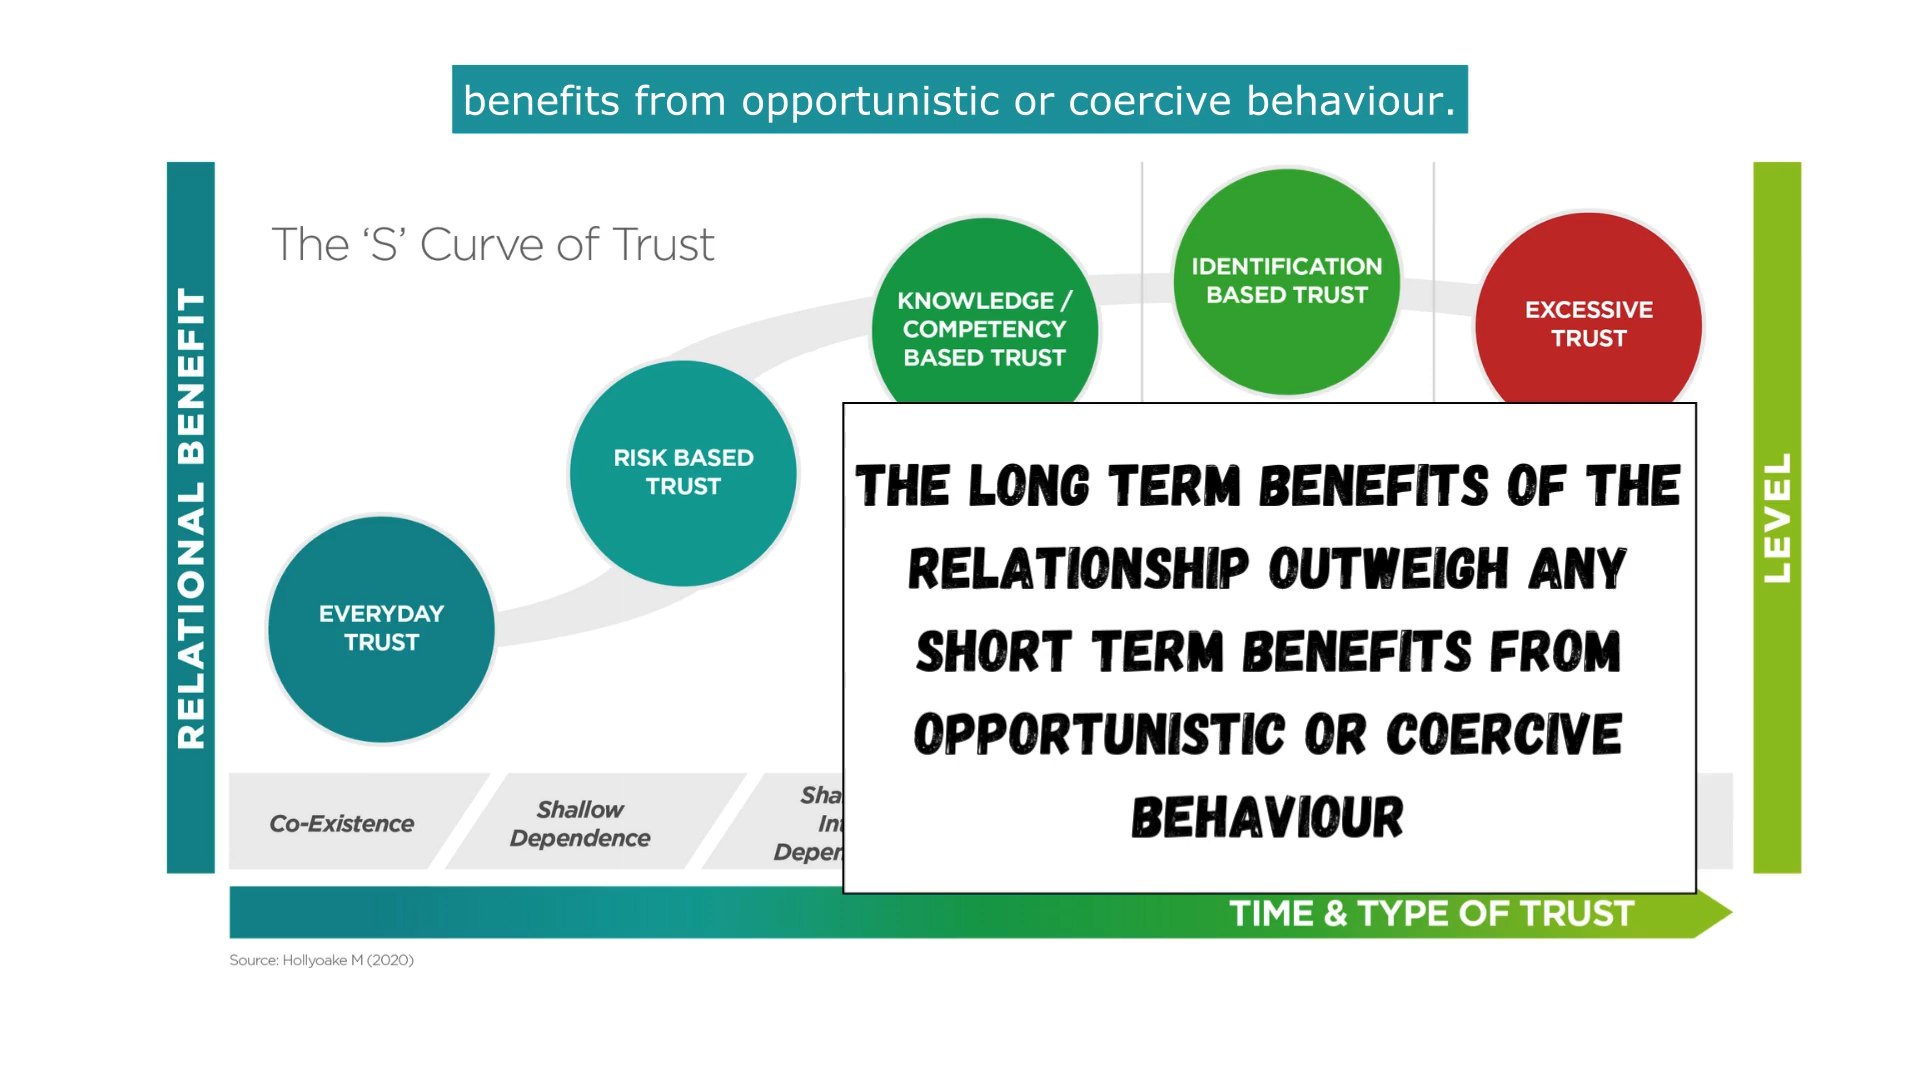 benefits from opportunistic or coercive behaviour.
The ‘S’ Curve of Trust
RELATIONAL BENEFIT
LEVEL
EVERYDAY
TRUST
RISK BASED
TRUST
KNOWLEDGE /
COMPETENCY
BASED TRUST
IDENTIFICATION
BASED TRUST
EXCESSIVE
TRUST
THE LONG TERM BENEFITS OF THE
RELATIONSHIP OUTWEIGH ANY
SHORT TERM BENEFITS FROM
OPPORTUNISTIC OR COERCIVE
BEHAVIOUR
Co-Existence
Shallow
Dependence
TIME & TYPE OF TRUST
Source: Hollyoake M (2020)